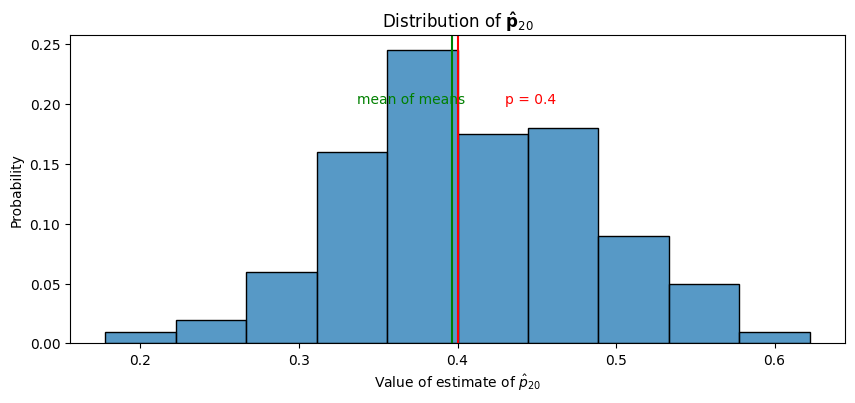 Distribution of p̂₂₀
0.25
0.20
0.15
0.10
0.05
0.00
Probability
mean of means
p = 0.4
0.2 0.3 0.4 0.5 0.6
Value of estimate of p̂₂₀